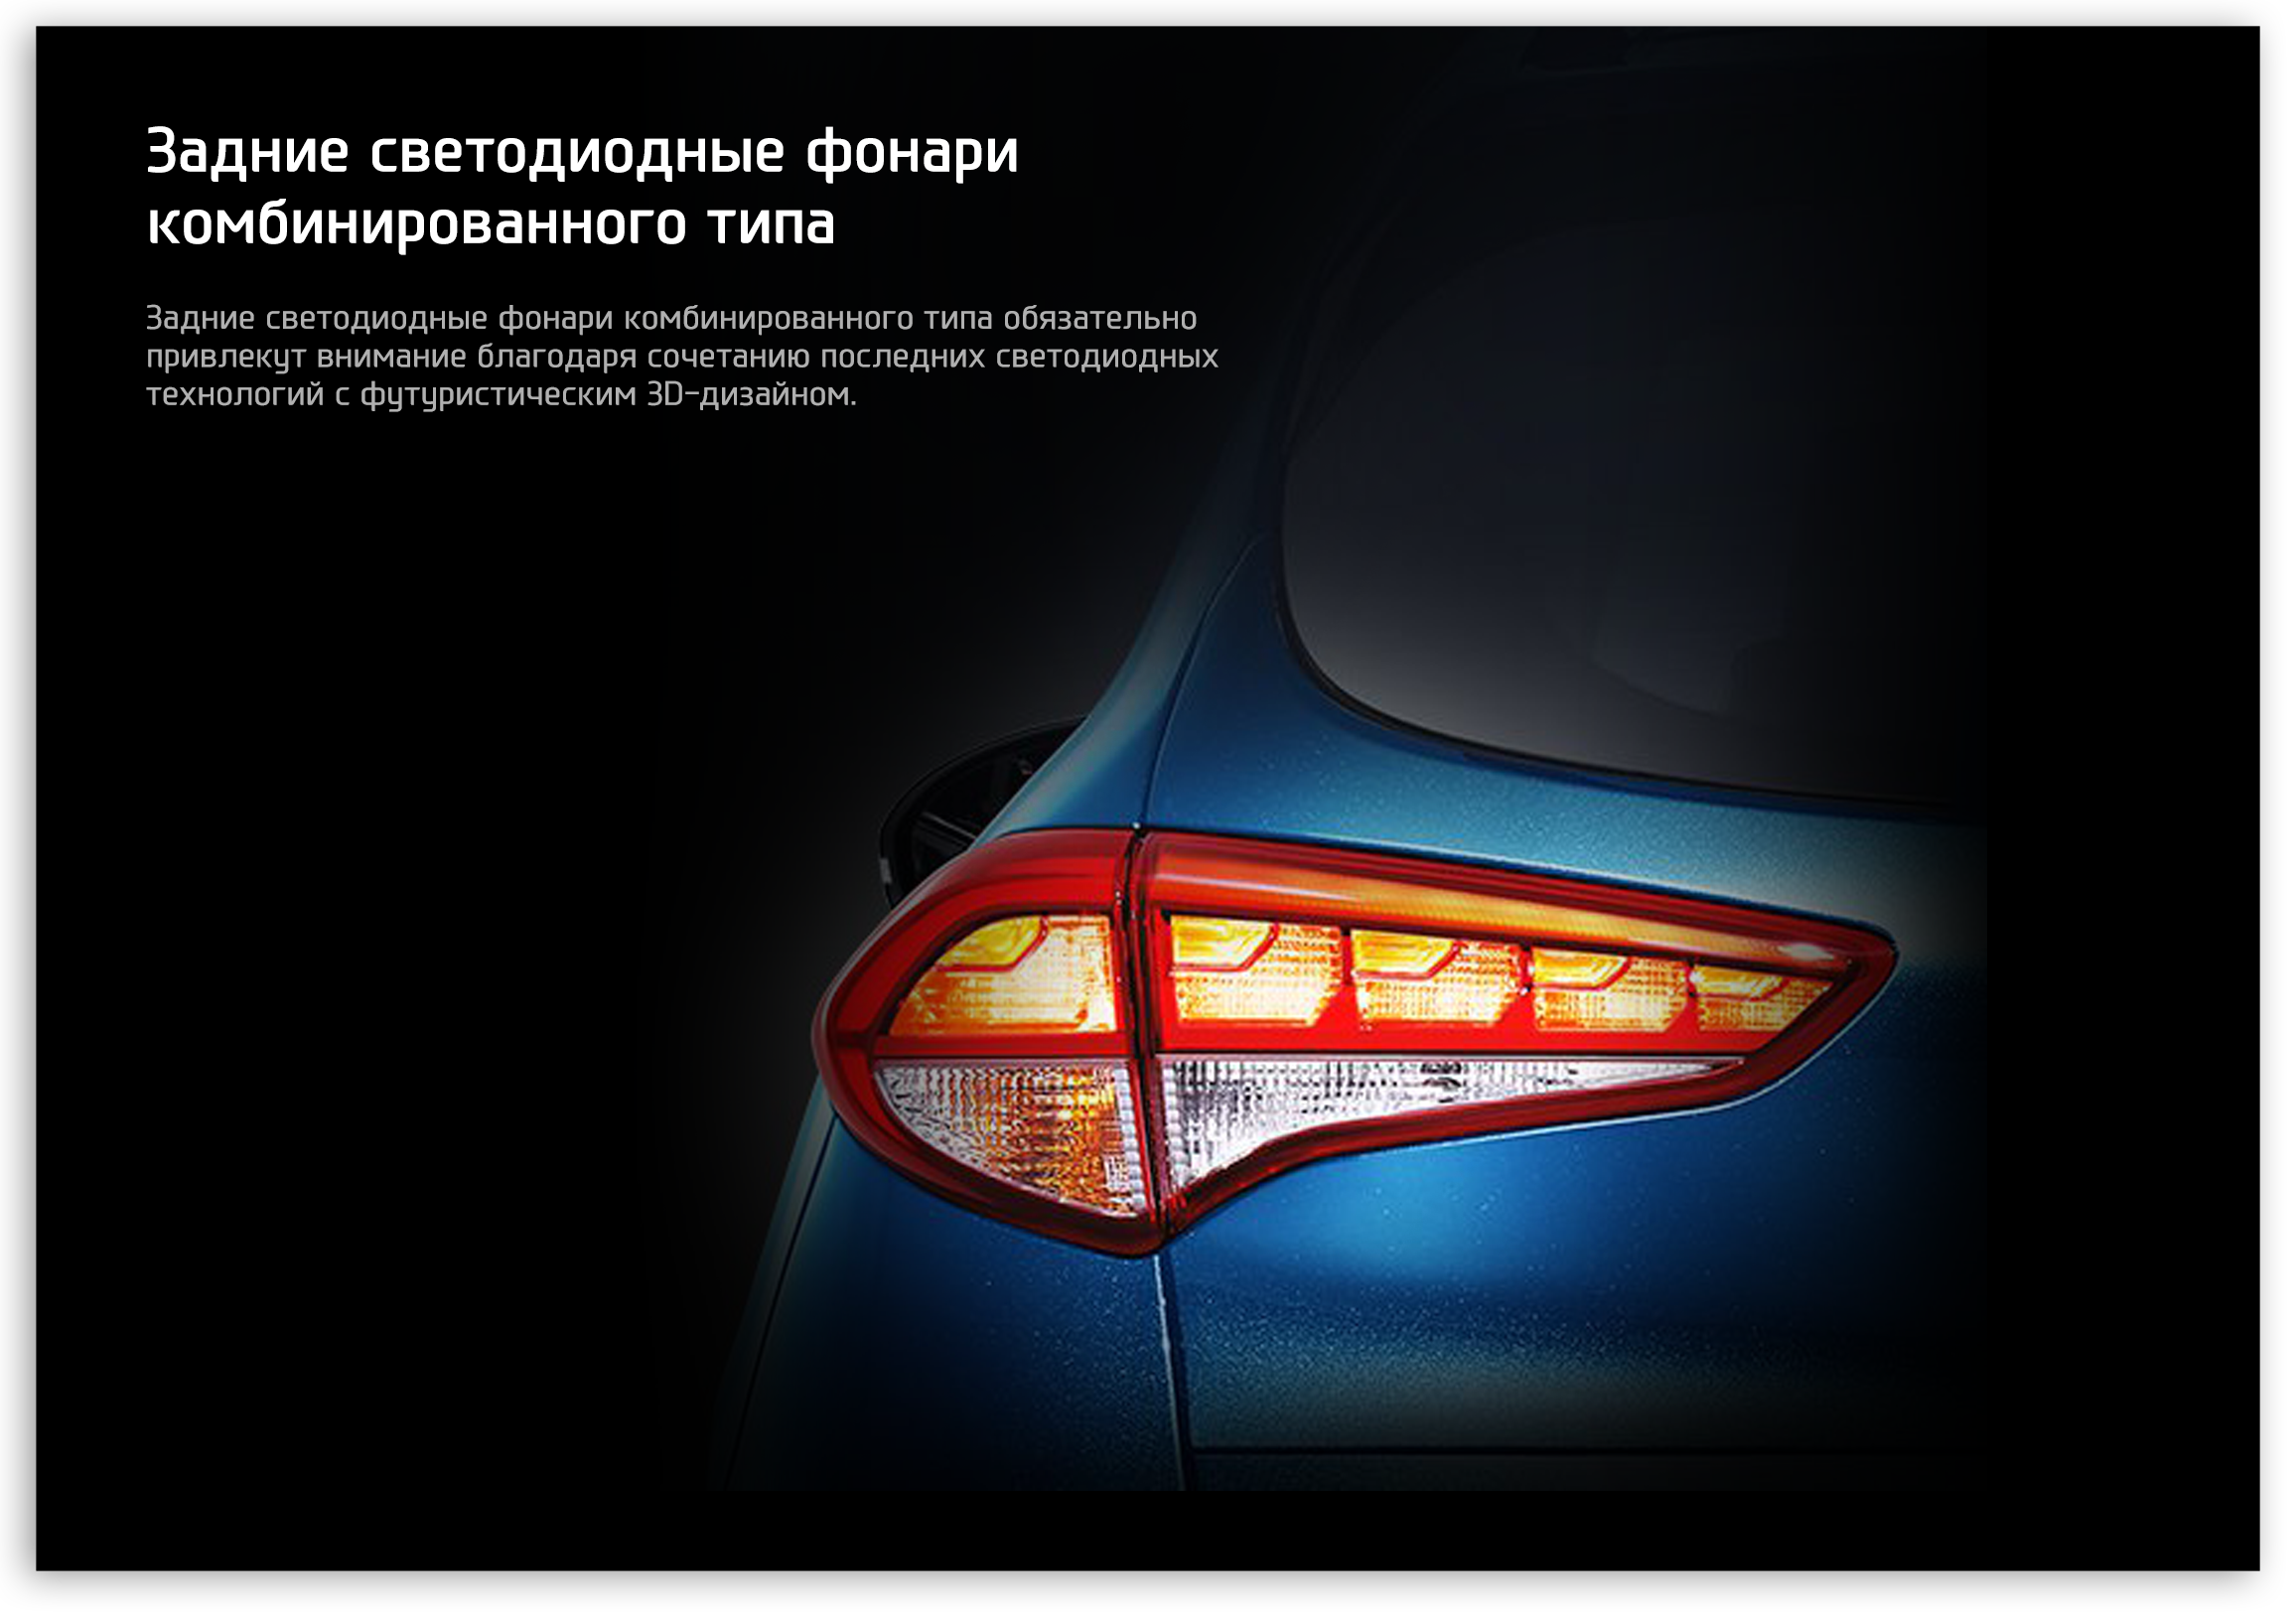 Задние светодиодные фонари
комбинированного типа
Задние светодиодные фонари комбинированного типа обязательно
привлекут внимание благодаря сочетанию последних светодиодных
технологий с футуристическим 3D-дизайном.